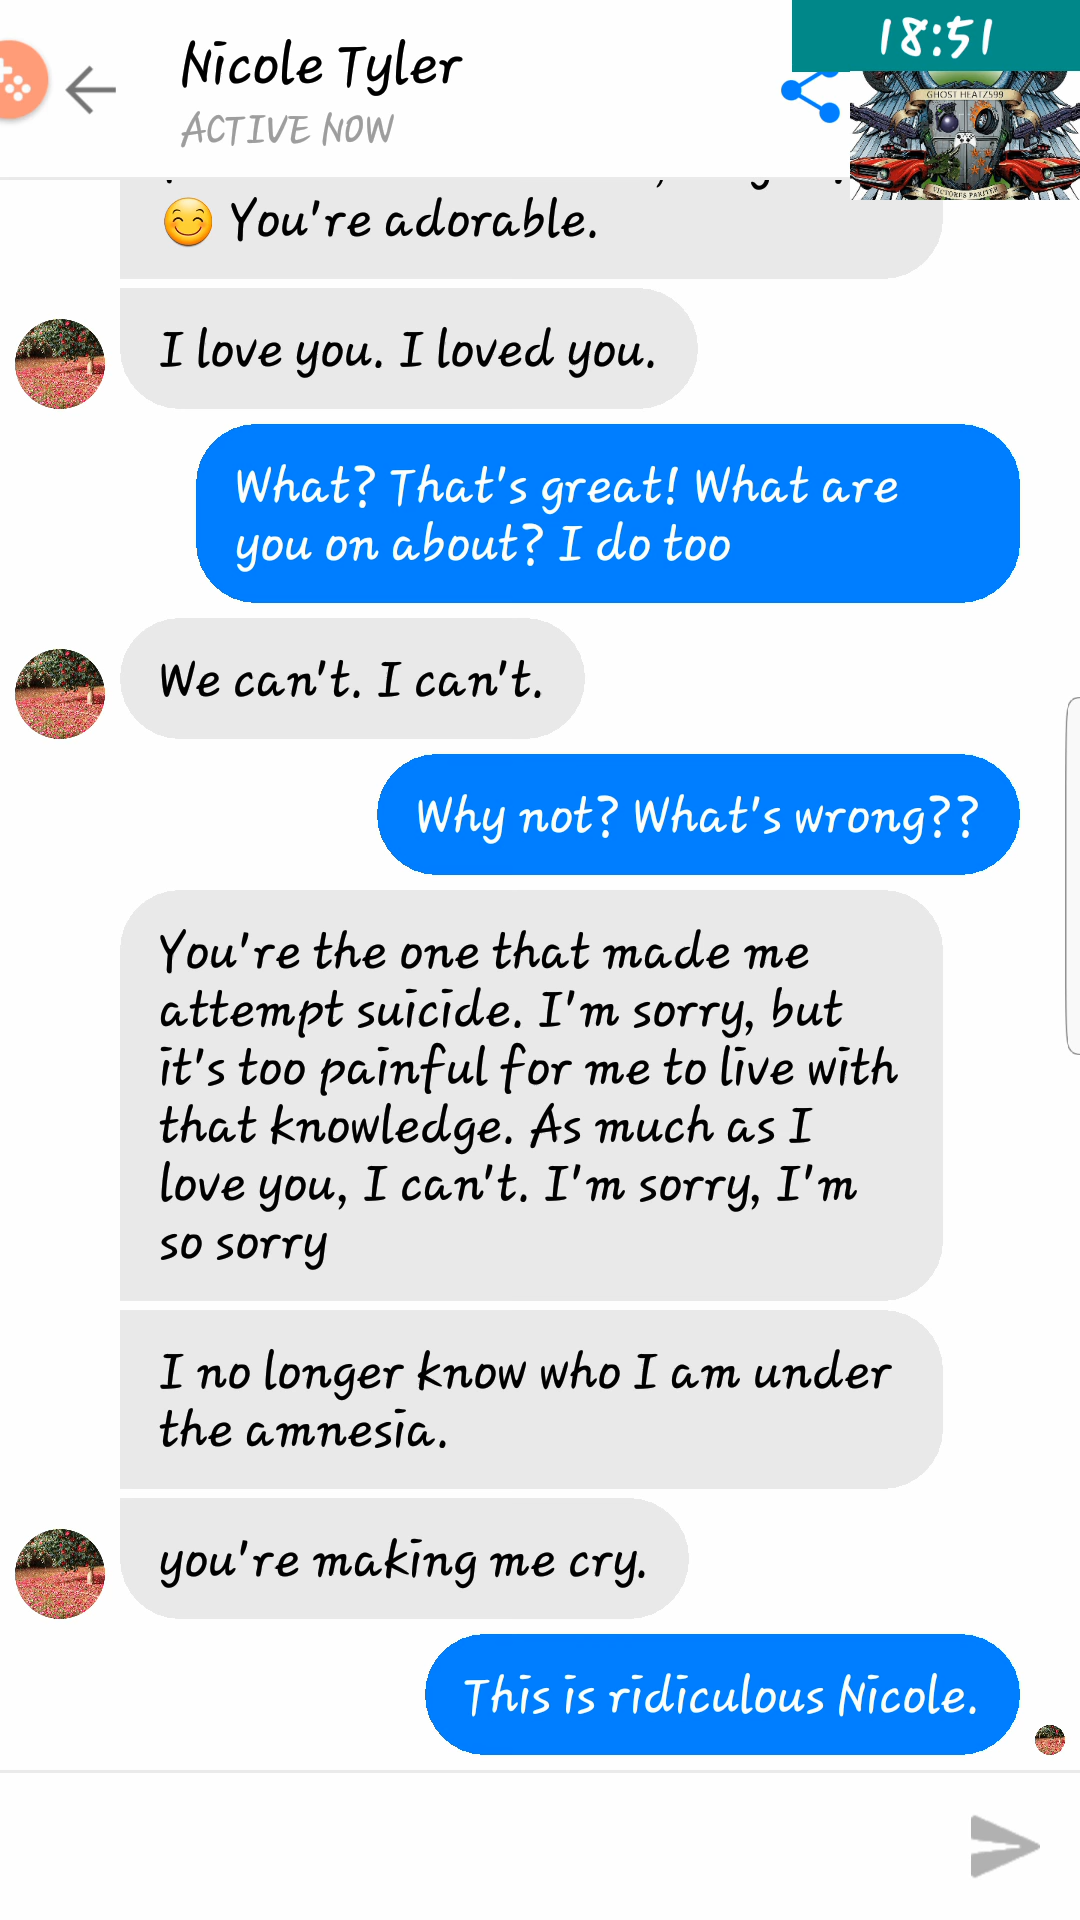 18:51
Nicole Tyler
ACTIVE NOW
GHOST HEATZ599
VICTORES PARITER
😊 You're adorable.
I love you. I loved you.
What? That's great! What are
you on about? I do too
We can't. I can't.
Why not? What's wrong??
You're the one that made me
attempt suicide. I'm sorry, but
it's too painful for me to live with
that knowledge. As much as I
love you, I can't. I'm sorry, I'm
so sorry
I no longer know who I am under
the amnesia.
you're making me cry.
This is ridiculous Nicole.